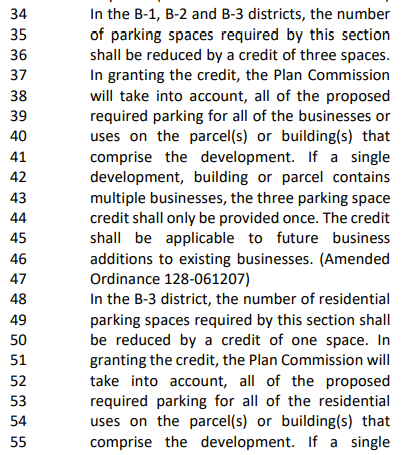 34 In the B-1, B-2 and B-3 districts, the number
35 of parking spaces required by this section
36 shall be reduced by a credit of three spaces.
37 In granting the credit, the Plan Commission
38 will take into account, all of the proposed
39 required parking for all of the businesses or
40 uses on the parcel(s) or building(s) that
41 comprise the development. If a single
42 development, building or parcel contains
43 multiple businesses, the three parking space
44 credit shall only be provided once. The credit
45 shall be applicable to future business
46 additions to existing businesses. (Amended
47 Ordinance 128-061207)
48 In the B-3 district, the number of residential
49 parking spaces required by this section shall
50 be reduced by a credit of one space. In
51 granting the credit, the Plan Commission will
52 take into account, all of the proposed
53 required parking for all of the residential
54 uses on the parcel(s) or building(s) that
55 comprise the development. If a single